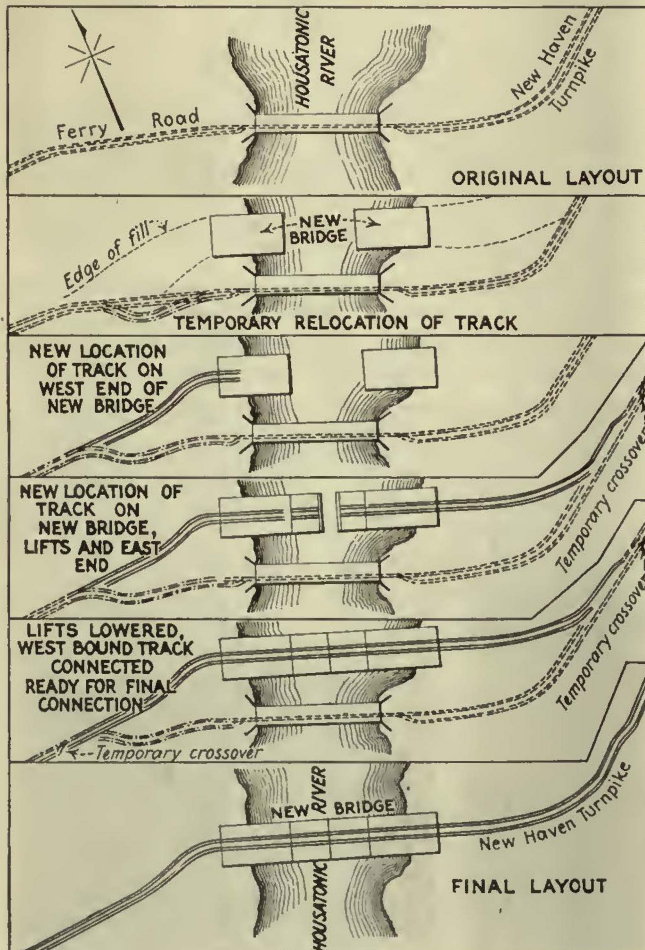 HOUSATONIC
RIVER
New Haven
Turnpike
Ferry Road
ORIGINAL LAYOUT
NEW
BRIDGE
Edge of fill
TEMPORARY RELOCATION OF TRACK
NEW LOCATION
OF TRACK ON
WEST END OF
NEW BRIDGE
NEW LOCATION OF
TRACK ON
NEW BRIDGE,
LIFTS AND EAST
END
Temporary crossover
LIFTS LOWERED,
WEST BOUND TRACK
CONNECTED
READY FOR FINAL
CONNECTION
Temporary crossover
Temporary crossover
NEW BRIDGE
HOUSATONIC RIVER
New Haven Turnpike
FINAL LAYOUT